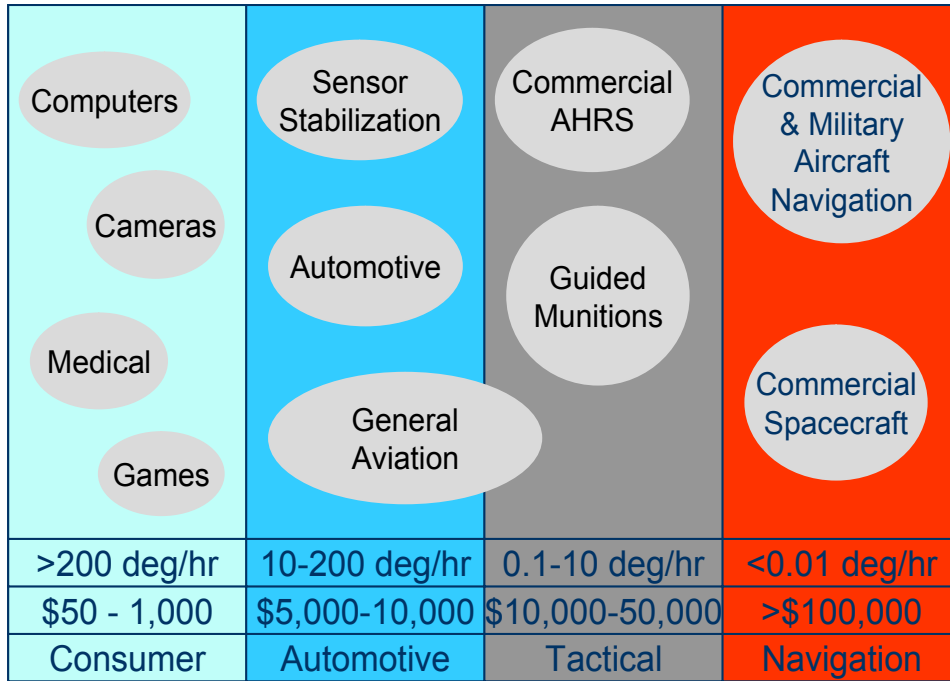 Computers
Cameras
Medical
Games
Sensor
Stabilization
Automotive
General
Aviation
Commercial
AHRS
Guided
Munitions
Commercial
& Military
Aircraft
Navigation
Commercial
Spacecraft
>200 deg/hr
10-200 deg/hr
0.1-10 deg/hr
<0.01 deg/hr
$50 - 1,000
$5,000-10,000
$10,000-50,000
>$100,000
Consumer
Automotive
Tactical
Navigation